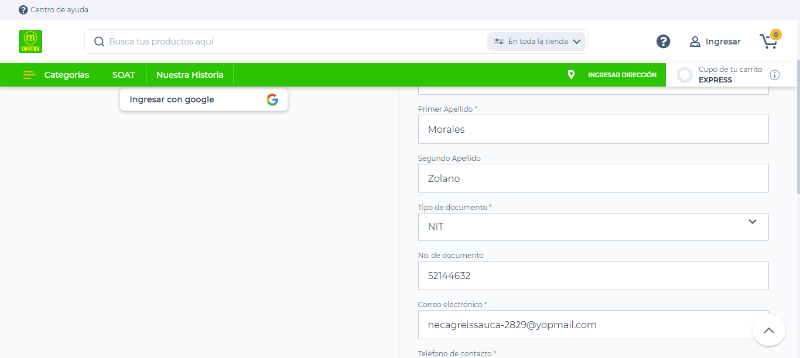 Centro de ayuda
Busca tus productos aquí
En toda la tienda
Ingresar
0
Categorías
SOAT
Nuestra Historia
INGRESAR DIRECCIÓN
Cupo de tu carrito
EXPRESS
Ingresar con google
Primer Apellido *
Morales
Segundo Apellido
Zolano
Tipo de documento *
NIT
No. de documento
52144632
Correo electrónico *
necagreissauca-2829@yopmail.com
Teléfono de contacto *